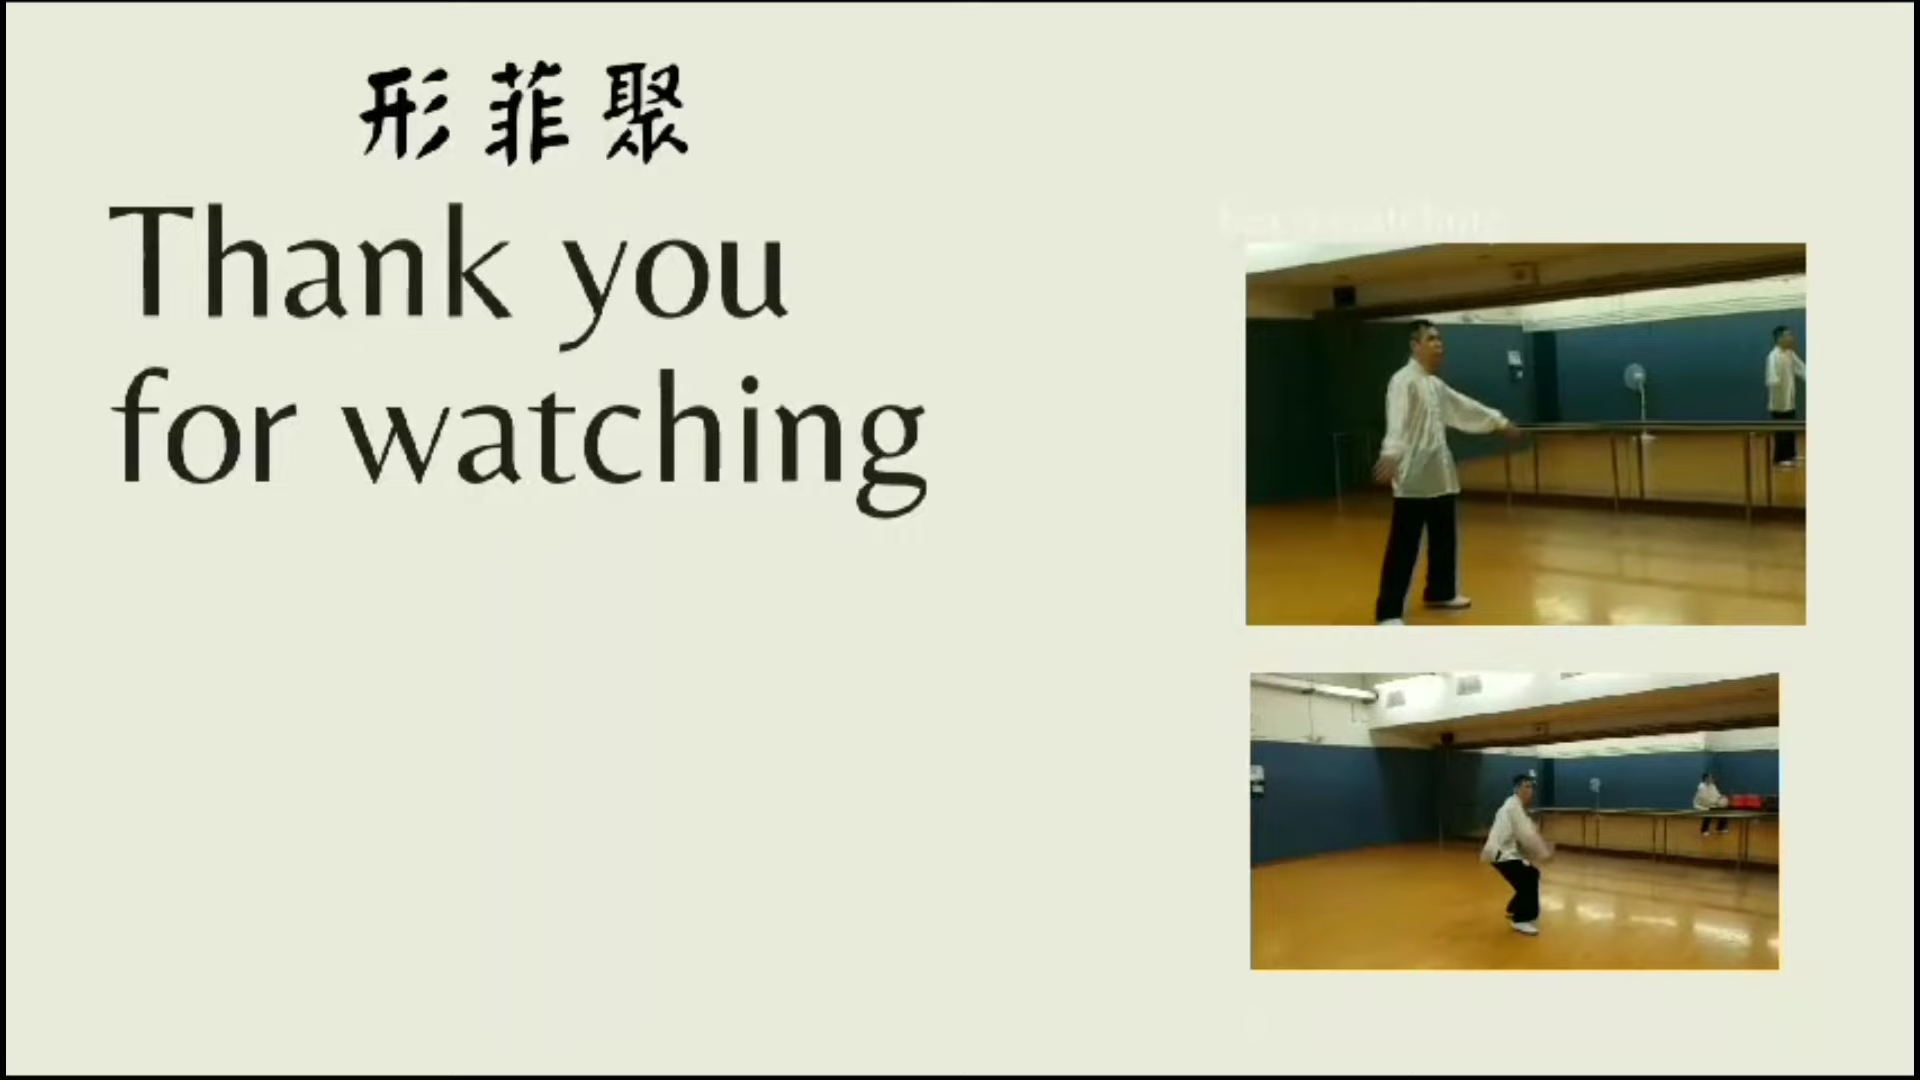 形菲聚
Thank you
for watching